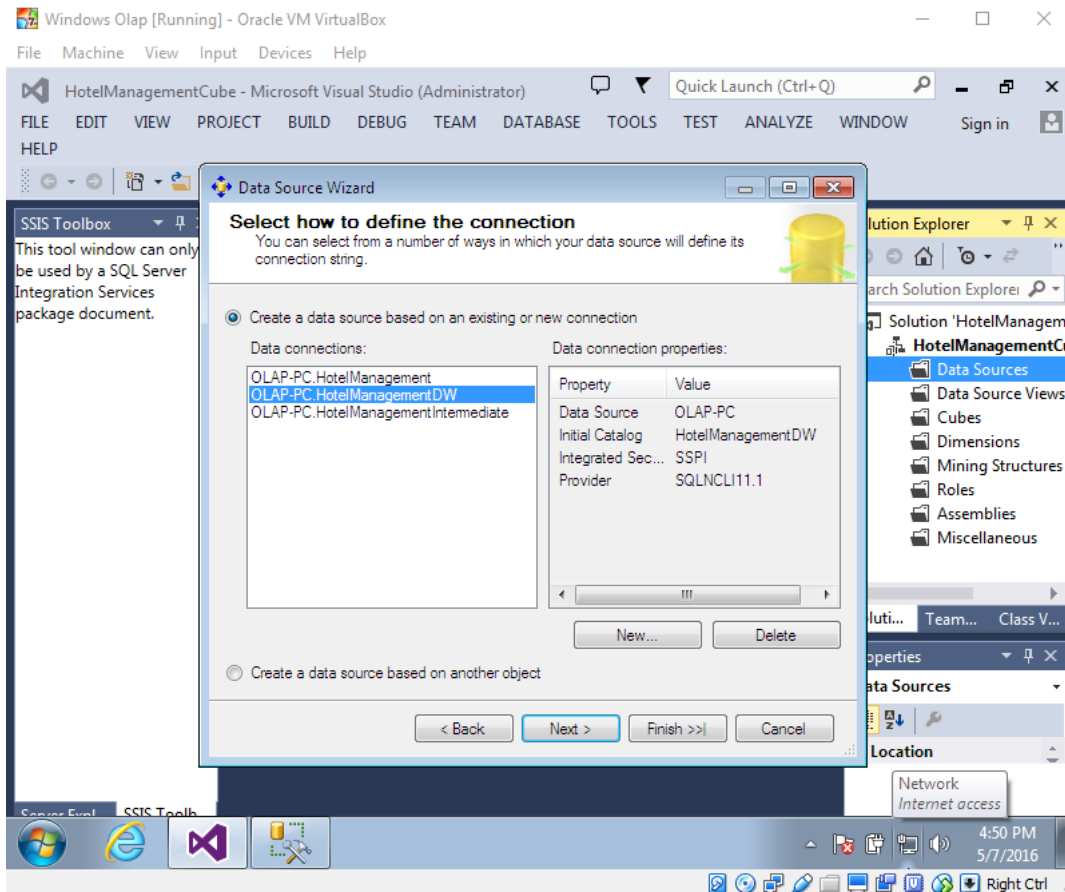 Windows Olap [Running] - Oracle VM VirtualBox
File Machine View Input Devices Help
HotelManagementCube - Microsoft Visual Studio (Administrator)
Quick Launch (Ctrl+Q)
FILE EDIT VIEW PROJECT BUILD DEBUG TEAM DATABASE TOOLS TEST ANALYZE WINDOW Sign in
HELP
SSIS Toolbox
This tool window can only
be used by a SQL Server
Integration Services
package document.
Data Source Wizard
Select how to define the connection
You can select from a number of ways in which your data source will define its
connection string.
Create a data source based on an existing or new connection
Data connections:
OLAP-PC.HotelManagement
OLAP-PC.HotelManagementDW
OLAP-PC.HotelManagementIntermediate
Data connection properties:
Property Value
Data Source OLAP-PC
Initial Catalog HotelManagementDW
Integrated Sec... SSPI
Provider SQLNCLI11.1
New... Delete
Create a data source based on another object
< Back Next > Finish >>| Cancel
lution Explorer
arch Solution Explorer
Solution 'HotelManagem
HotelManagementCu
Data Sources
Data Source Views
Cubes
Dimensions
Mining Structures
Roles
Assemblies
Miscellaneous
luti... Team... Class V...
operties
ata Sources
Location
Network
Internet access
SSIS Toolb
4:50 PM
5/7/2016
Right Ctrl